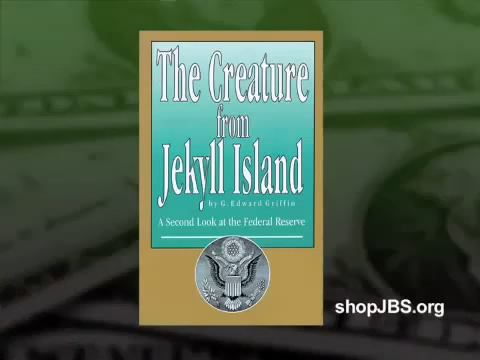 The Creature
from
Jekyll Island
by G. Edward Griffin
A Second Look at the Federal Reserve
shopJBS.org